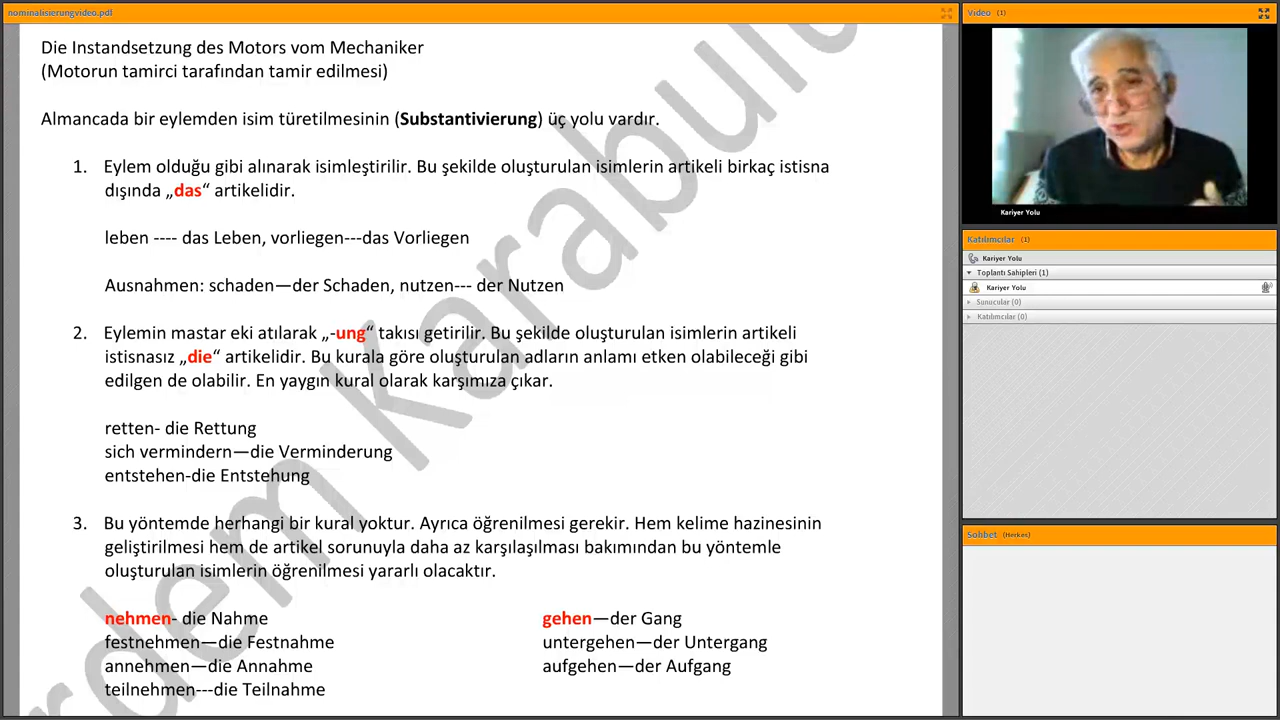 nominalisierungvideo.pdf
Die Instandsetzung des Motors vom Mechaniker
(Motorun tamirci tarafından tamir edilmesi)
Almancada bir eylemden isim türetilmesinin (Substantivierung) üç yolu vardır.
1. Eylem olduğu gibi alınarak isimleştirilir. Bu şekilde oluşturulan isimlerin artikeli birkaç istisna
dışında „das“ artikelidir.
leben ---- das Leben, vorliegen---das Vorliegen
Ausnahmen: schaden—der Schaden, nutzen--- der Nutzen
2. Eylemin mastar eki atılarak „-ung“ takısı getirilir. Bu şekilde oluşturulan isimlerin artikeli
istisnasız „die“ artikelidir. Bu kurala göre oluşturulan adların anlamı etken olabileceği gibi
edilgen de olabilir. En yaygın kural olarak karşımıza çıkar.
retten- die Rettung
sich vermindern—die Verminderung
entstehen-die Entstehung
3. Bu yöntemde herhangi bir kural yoktur. Ayrıca öğrenilmesi gerekir. Hem kelime hazinesinin
geliştirilmesi hem de artikel sorunuyla daha az karşılaşılması bakımından bu yöntemle
oluşturulan isimlerin öğrenilmesi yararlı olacaktır.
nehmen- die Nahme
festnehmen—die Festnahme
annehmen—die Annahme
teilnehmen---die Teilnahme
gehen—der Gang
untergehen—der Untergang
aufgehen—der Aufgang
Video (1)
Kariyer Yolu
Katılımcılar (1)
Kariyer Yolu
Toplantı Sahipleri (1)
Kariyer Yolu
Sunucular (0)
Katılımcılar (0)
Sohbet (Herkes)